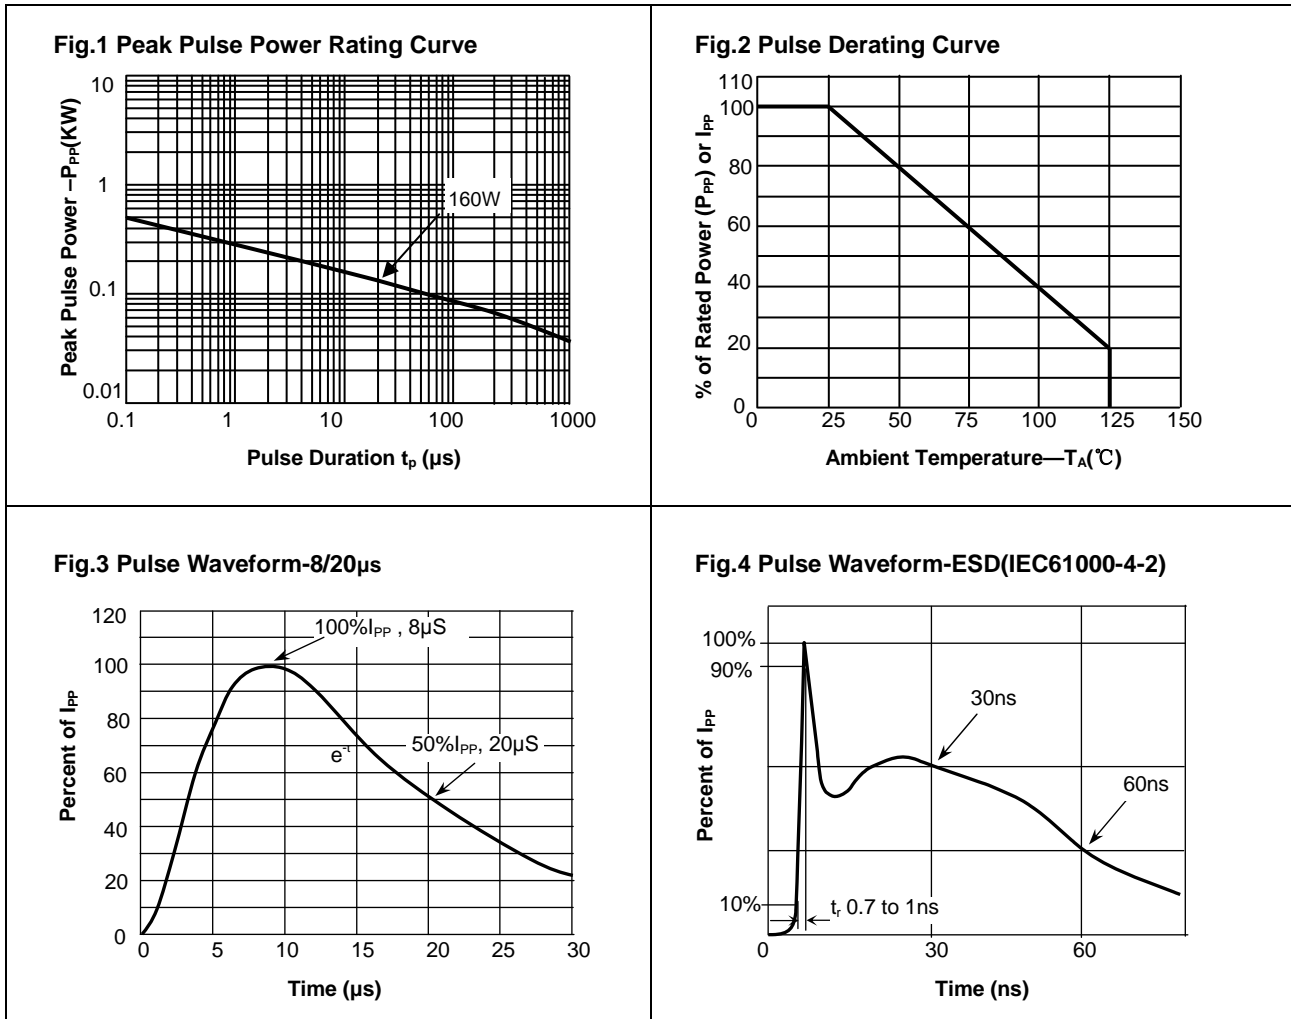 Fig.1 Peak Pulse Power Rating Curve
Peak Pulse Power –PPP(KW)
10
1
0.1
0.01
160W
0.1 1 10 100 1000
Pulse Duration tp (µs)
Fig.2 Pulse Derating Curve
% of Rated Power (PPP) or IPP
110
100
80
60
40
20
0
0 25 50 75 100 125 150
Ambient Temperature—TA(℃)
Fig.3 Pulse Waveform-8/20µs
Percent of IPP
120
100
80
60
40
20
0
100%IPP , 8µS
e-t
50%IPP, 20µS
0 5 10 15 20 25 30
Time (µs)
Fig.4 Pulse Waveform-ESD(IEC61000-4-2)
Percent of IPP
100%
90%
10%
30ns
60ns
tr 0.7 to 1ns
0 30 60
Time (ns)